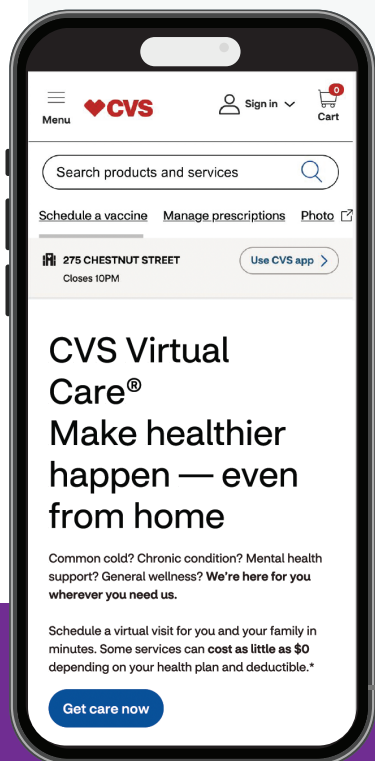 0
Menu
CVS
Sign in
Cart
Search products and services
Schedule a vaccine Manage prescriptions Photo
275 CHESTNUT STREET
Use CVS app
Closes 10PM
CVS Virtual
Care®
Make healthier
happen — even
from home
Common cold? Chronic condition? Mental health
support? General wellness? We're here for you
wherever you need us.
Schedule a virtual visit for you and your family in
minutes. Some services can cost as little as $0
depending on your health plan and deductible.*
Get care now